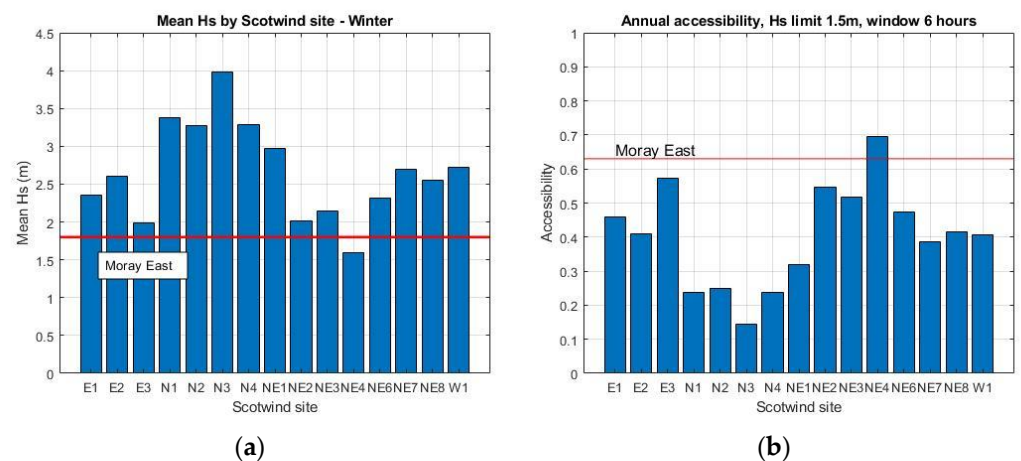 Mean Hs by Scotwind site - Winter
4.5
4
3.5
3
2.5
2
1.5
1
0.5
0
Mean Hs (m)
Moray East
E1 E2 E3 N1 N2 N3 N4 NE1 NE2 NE3 NE4 NE6 NE7 NE8 W1
Scotwind site
(a)
Annual accessibility, Hs limit 1.5m, window 6 hours
1
0.9
0.8
0.7
0.6
0.5
0.4
0.3
0.2
0.1
0
Accessibility
Moray East
E1 E2 E3 N1 N2 N3 N4 NE1 NE2 NE3 NE4 NE6 NE7 NE8 W1
Scotwind site
(b)